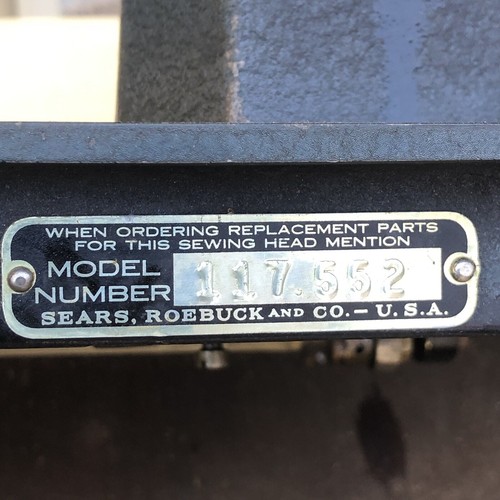 WHEN ORDERING REPLACEMENT PARTS
FOR THIS SEWING HEAD MENTION
MODEL
NUMBER 117.552
SEARS, ROEBUCK AND CO. – U.S.A.